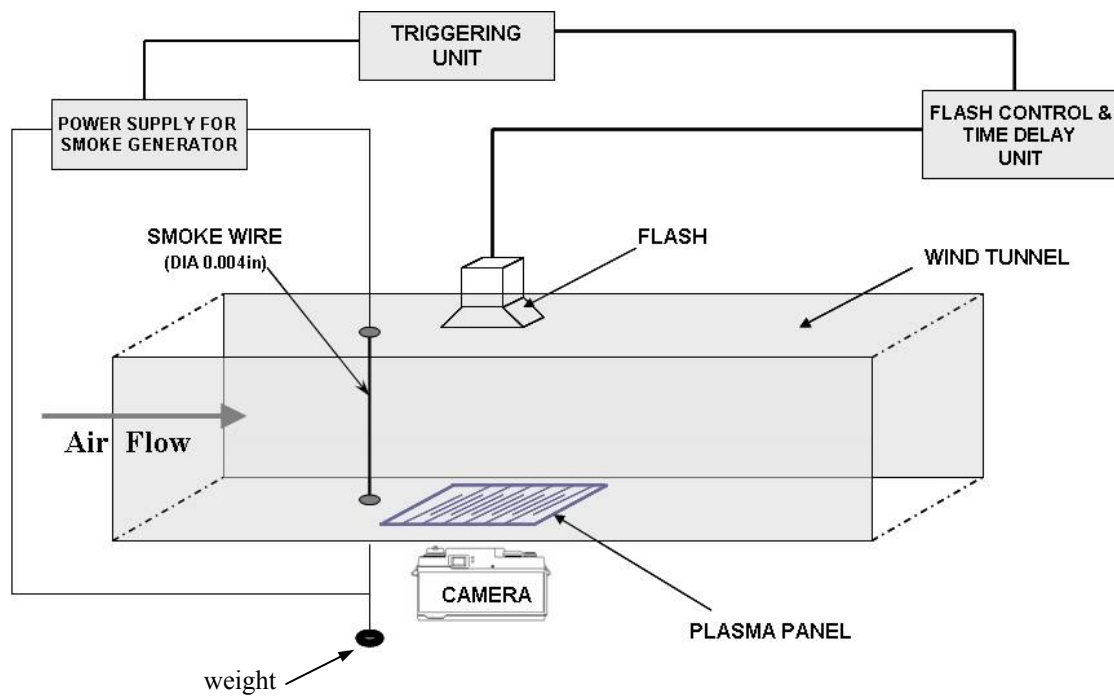 TRIGGERING
UNIT
POWER SUPPLY FOR
SMOKE GENERATOR
FLASH CONTROL &
TIME DELAY
UNIT
SMOKE WIRE
(DIA 0.004in)
FLASH
WIND TUNNEL
Air Flow
CAMERA
PLASMA PANEL
weight